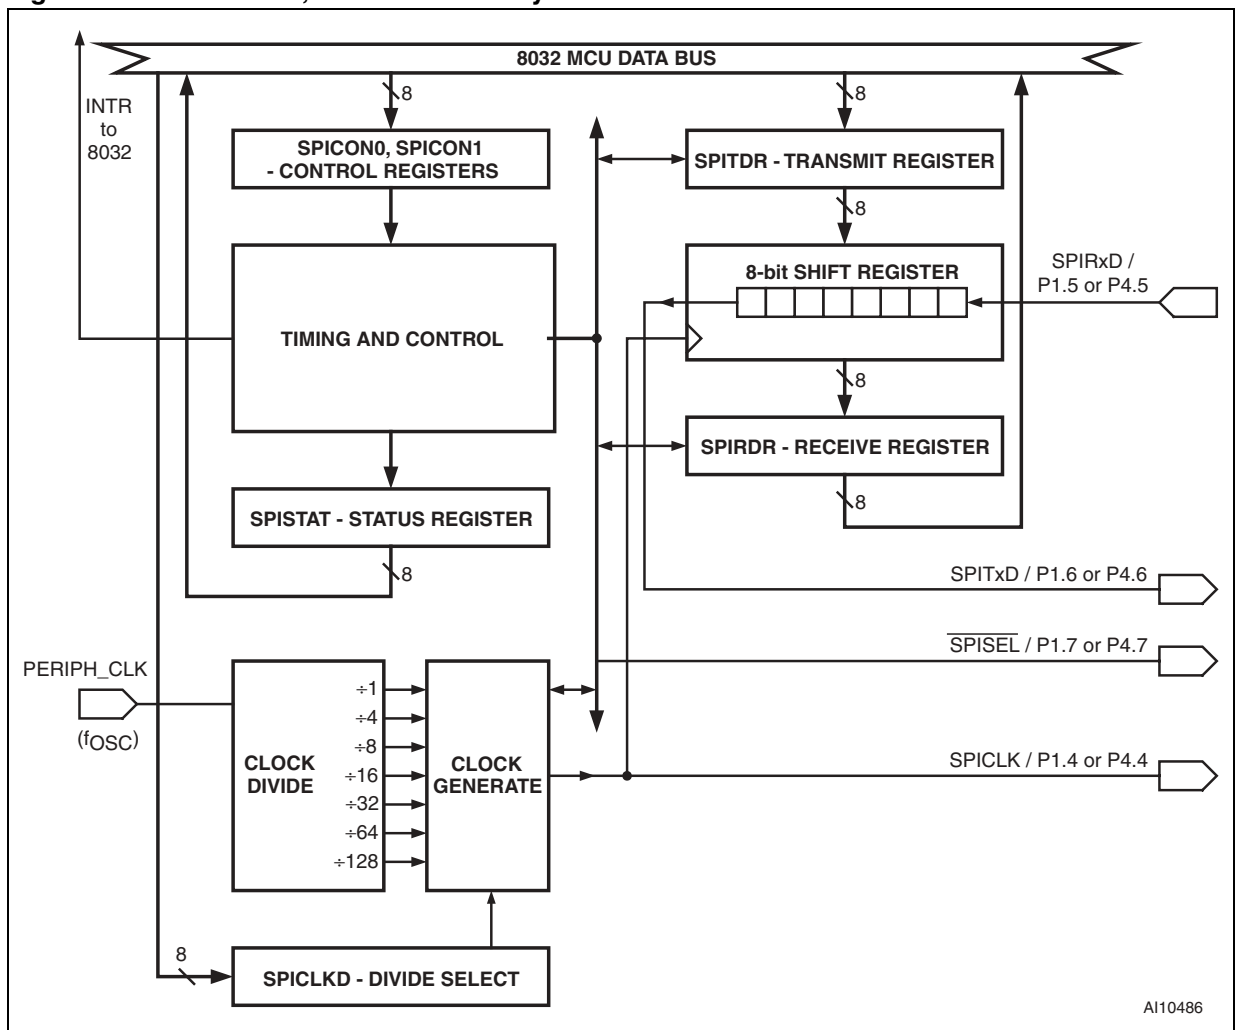 8032 MCU DATA BUS
INTR
to
8032
8
8
SPICON0, SPICON1
- CONTROL REGISTERS
SPITDR - TRANSMIT REGISTER
8
8-bit SHIFT REGISTER
SPIRxD /
P1.5 or P4.5
TIMING AND CONTROL
8
SPIRDR - RECEIVE REGISTER
8
SPISTAT - STATUS REGISTER
8
SPITxD / P1.6 or P4.6
SPISEL / P1.7 or P4.7
PERIPH_CLK
(fOSC)
CLOCK
DIVIDE
÷1
÷4
÷8
÷16
÷32
÷64
÷128
CLOCK
GENERATE
SPICLK / P1.4 or P4.4
8
SPICLKD - DIVIDE SELECT
AI10486